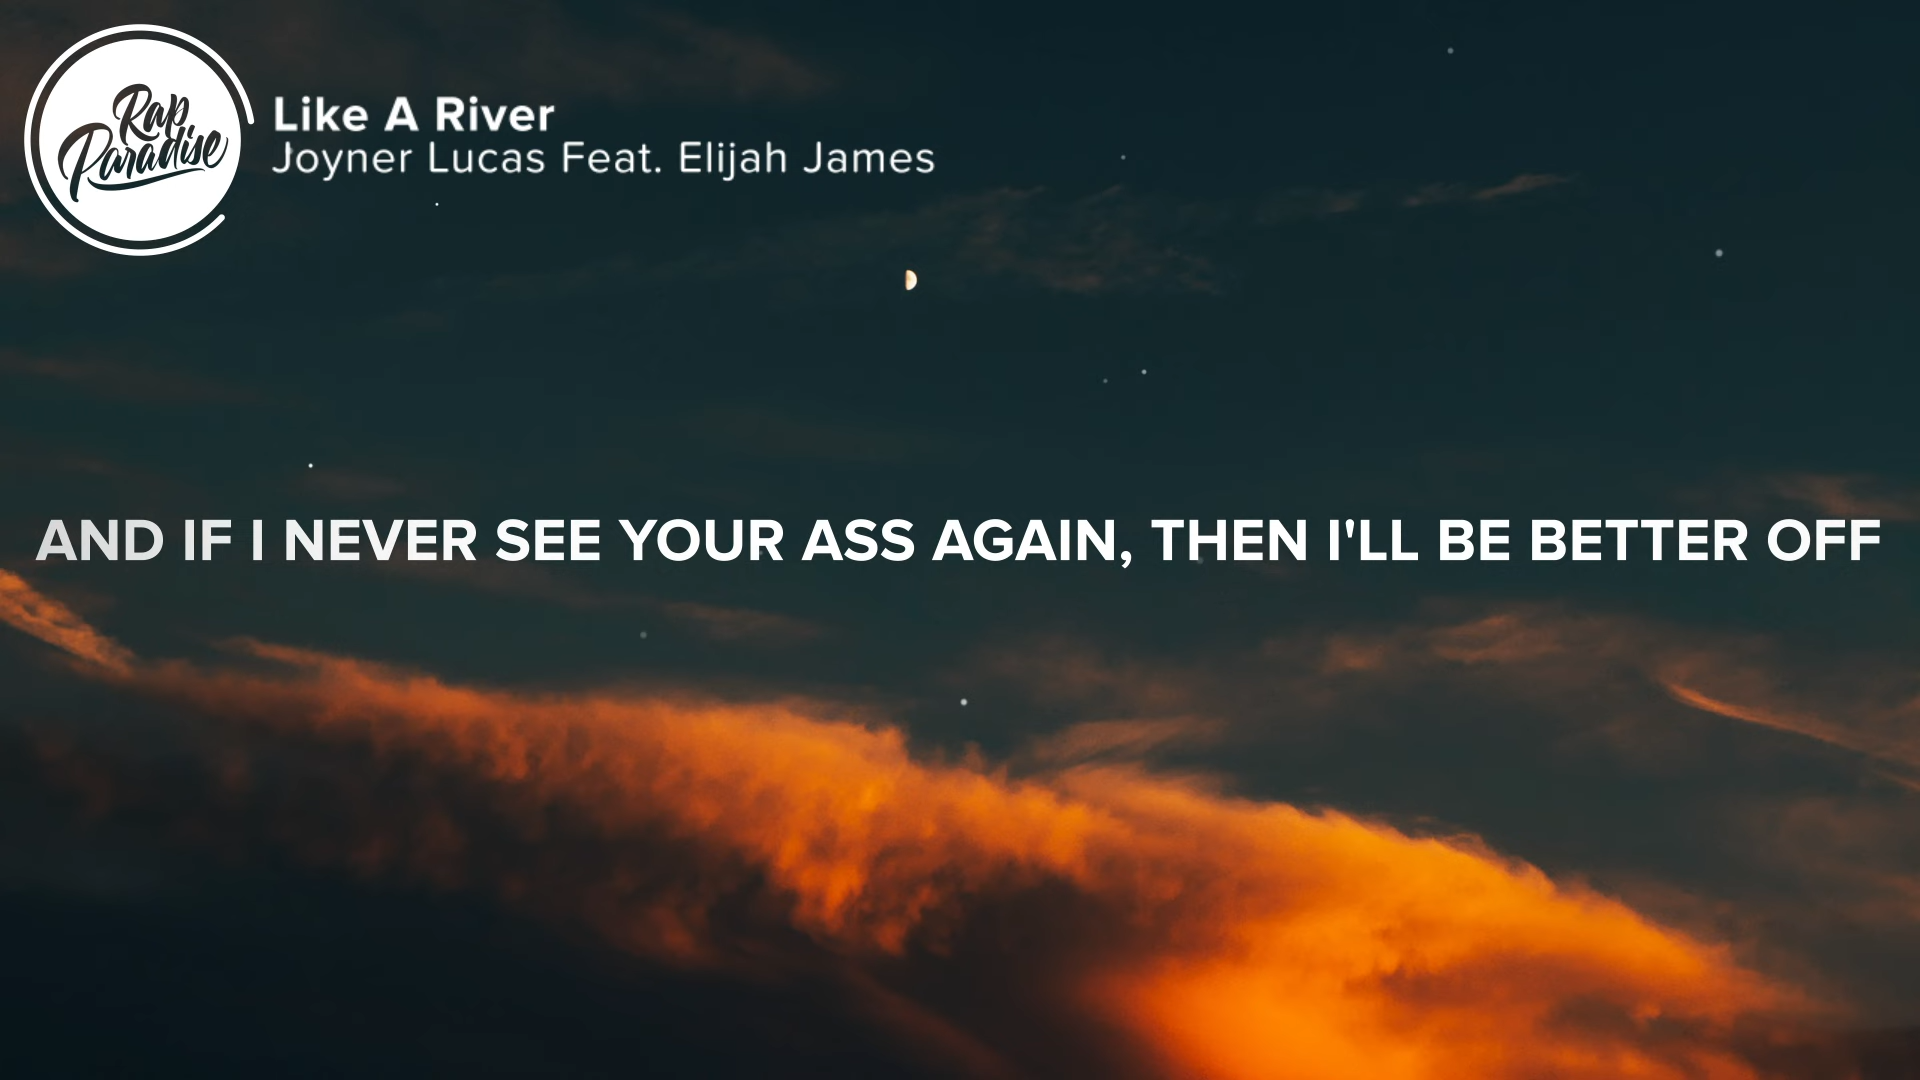 Rap
Paradise
Like A River
Joyner Lucas Feat. Elijah James
AND IF I NEVER SEE YOUR ASS AGAIN, THEN I'LL BE BETTER OFF